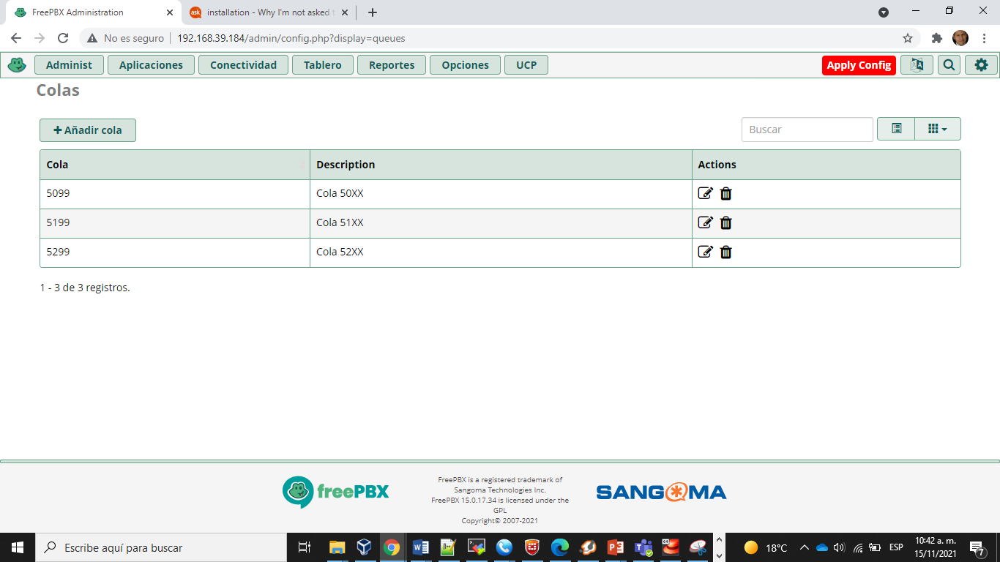 FreePBX Administration
installation - Why I'm not asked t
No es seguro
192.168.39.184/admin/config.php?display=queues
Administ
Aplicaciones
Conectividad
Tablero
Reportes
Opciones
UCP
Apply Config
Colas
Añadir cola
Buscar
Cola Description Actions
5099 Cola 50XX
5199 Cola 51XX
5299 Cola 52XX
1 - 3 de 3 registros.
freePBX
FreePBX is a registered trademark of
Sangoma Technologies Inc.
FreePBX 15.0.17.34 is licensed under the
GPL
Copyright© 2007-2021
SANGOMA
Escribe aquí para buscar
18°C
ESP
10:42 a. m.
15/11/2021
7